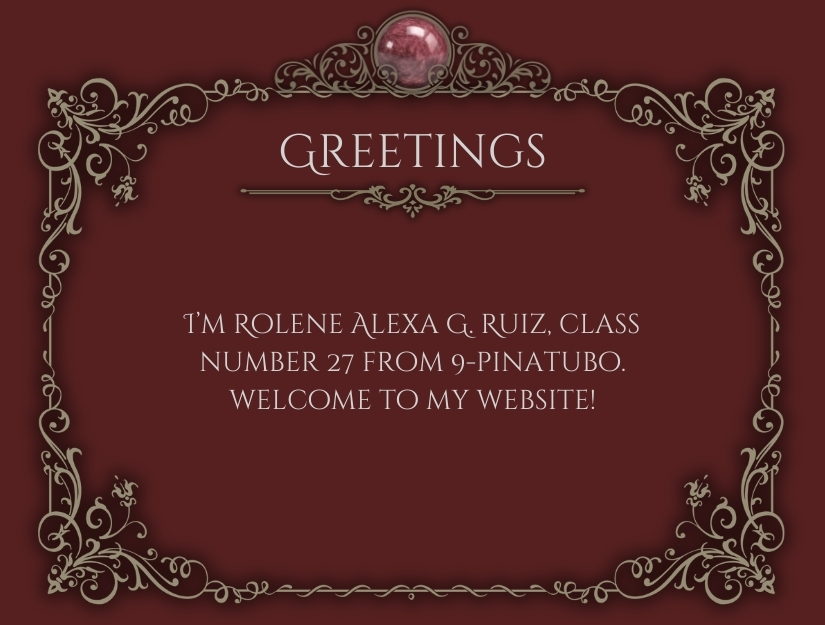 Greetings
I'm Rolene Alexa G. Ruiz, class
number 27 from 9-Pinatubo.
Welcome to my website!